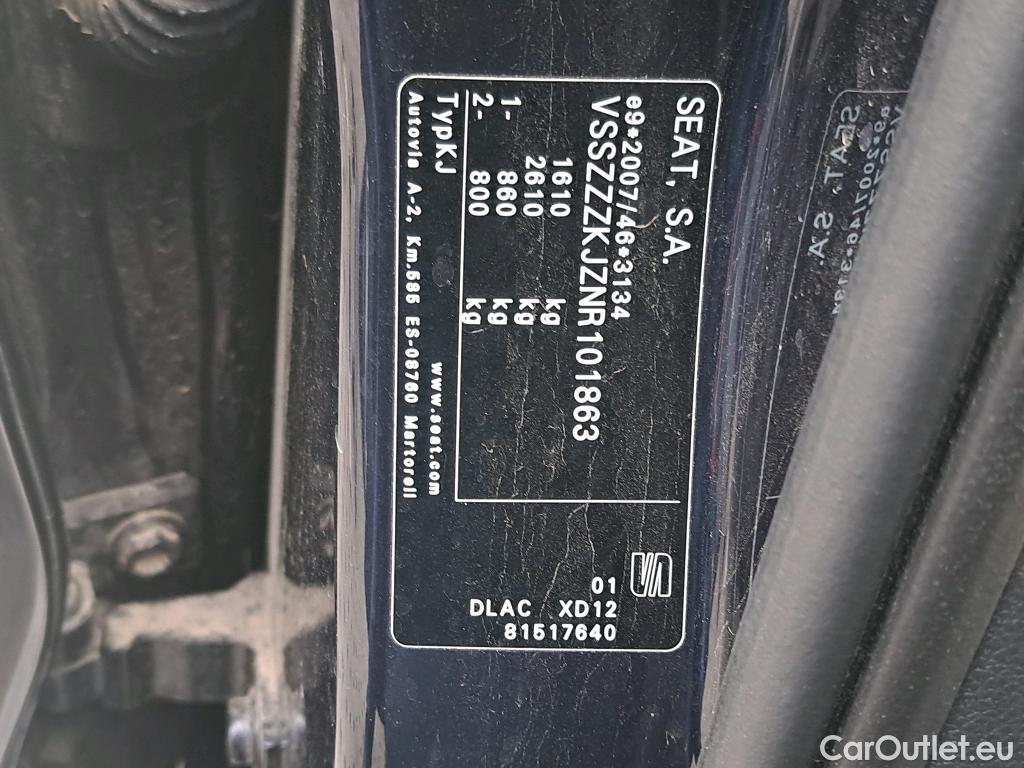 SEAT, S.A.
e9*2007/46*3134
VSSZZZKJZNR101863
1610 kg
2610 kg
1- 860 kg
2- 800 kg
TypKJ
www.seat.com
Autovia A-2, Km.585 ES-08760 Martorell
01
DLAC XD12
81517640
SEAT, S.A.
CarOutlet.eu